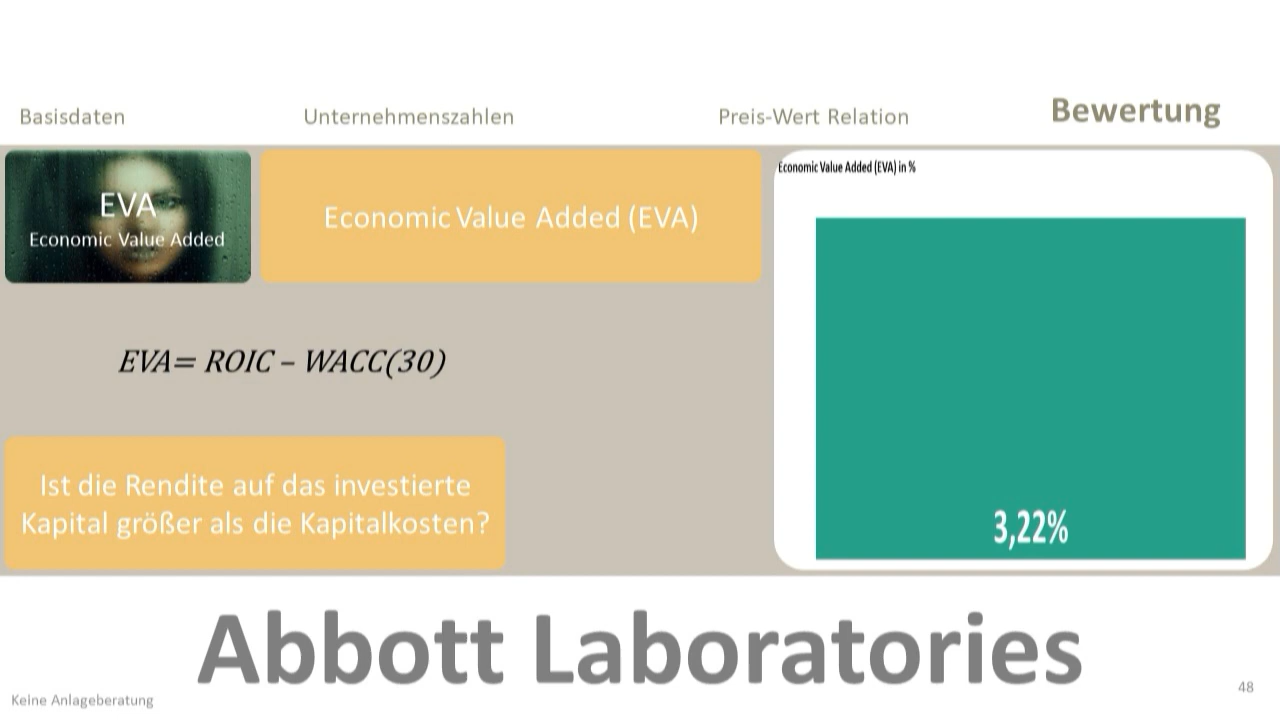 Basisdaten
Unternehmenszahlen
Preis-Wert Relation
Bewertung
EVA
Economic Value Added
Economic Value Added (EVA)
Economic Value Added (EVA) in %
EVA= ROIC – WACC(30)
Ist die Rendite auf das investierte
Kapital größer als die Kapitalkosten?
3,22%
Abbott Laboratories
Keine Anlageberatung
48